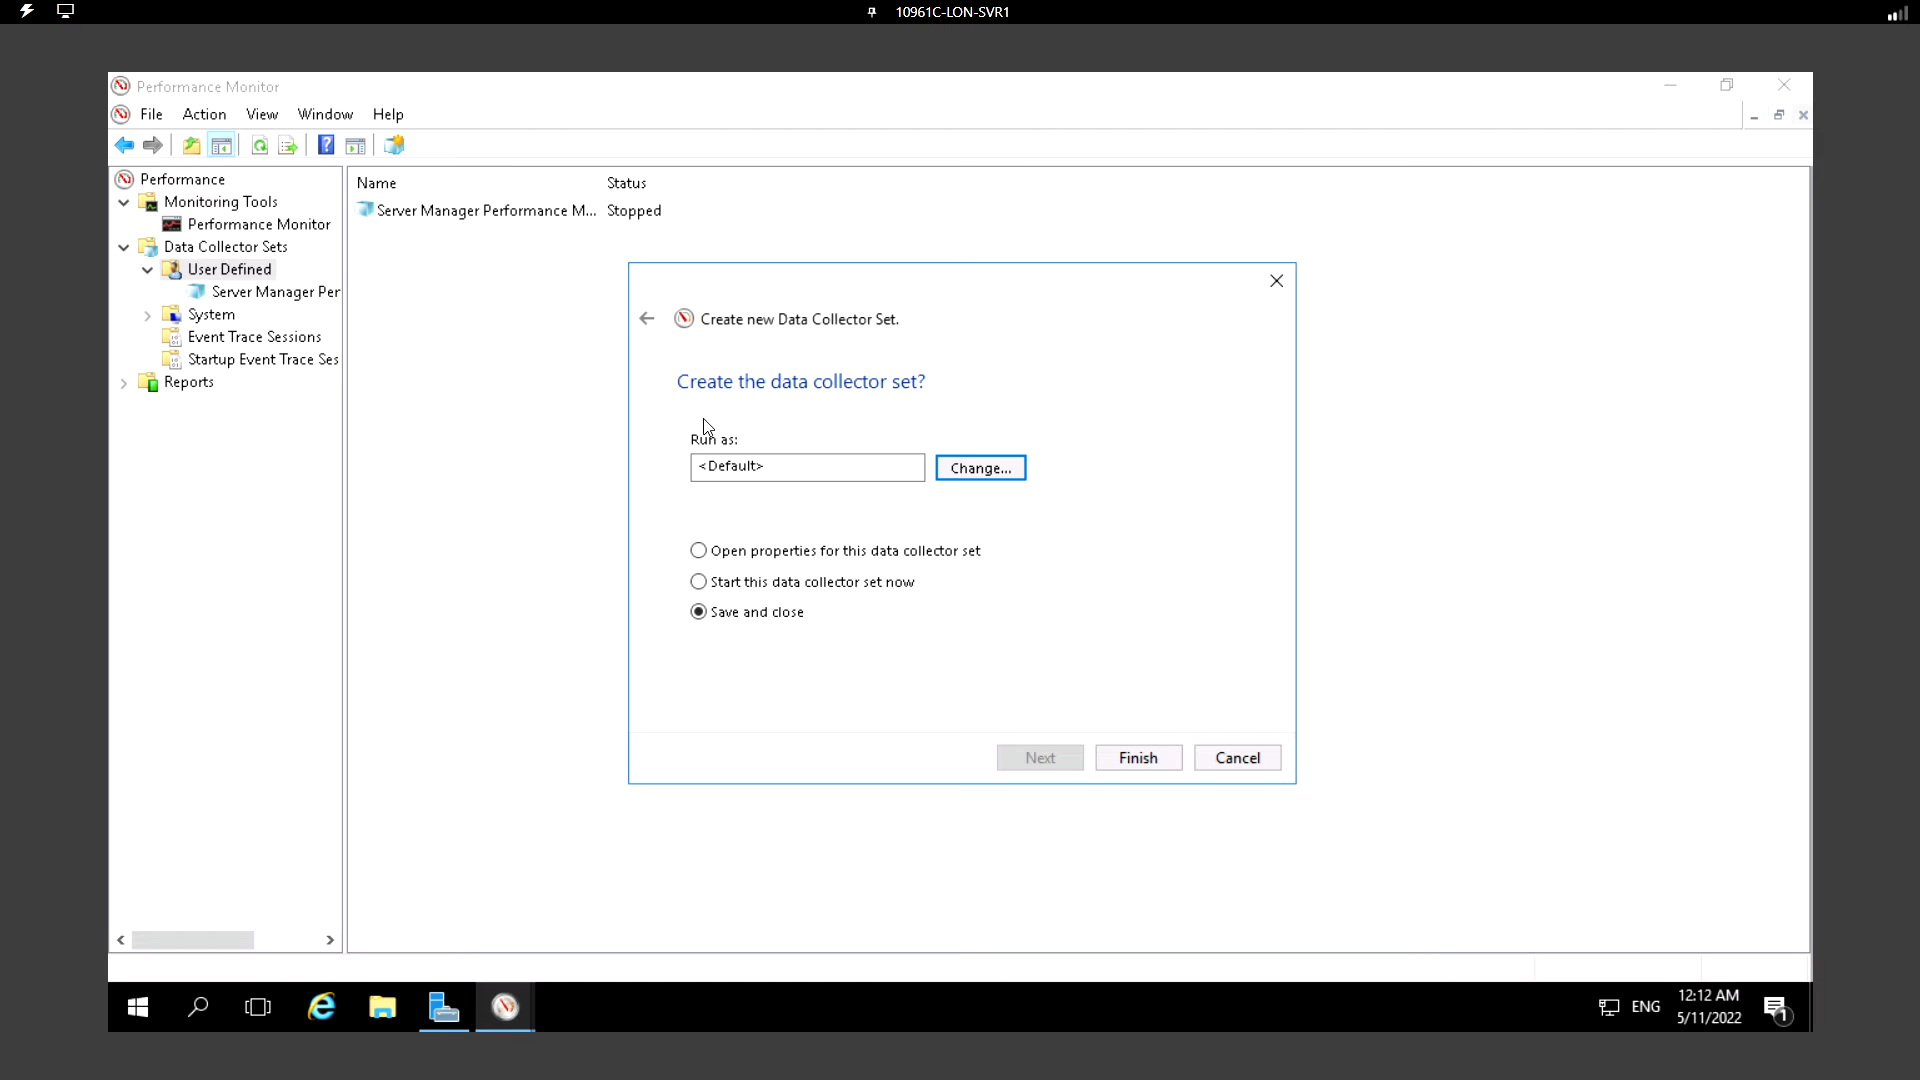 10961C-LON-SVR1
Performance Monitor
File Action View Window Help
Performance
Monitoring Tools
Performance Monitor
Data Collector Sets
User Defined
Server Manager Per
System
Event Trace Sessions
Startup Event Trace Ses
Reports
Name Status
Server Manager Performance M... Stopped
Create new Data Collector Set.
Create the data collector set?
Run as:
<Default>
Change...
Open properties for this data collector set
Start this data collector set now
Save and close
Next Finish Cancel
ENG
12:12 AM
5/11/2022
1